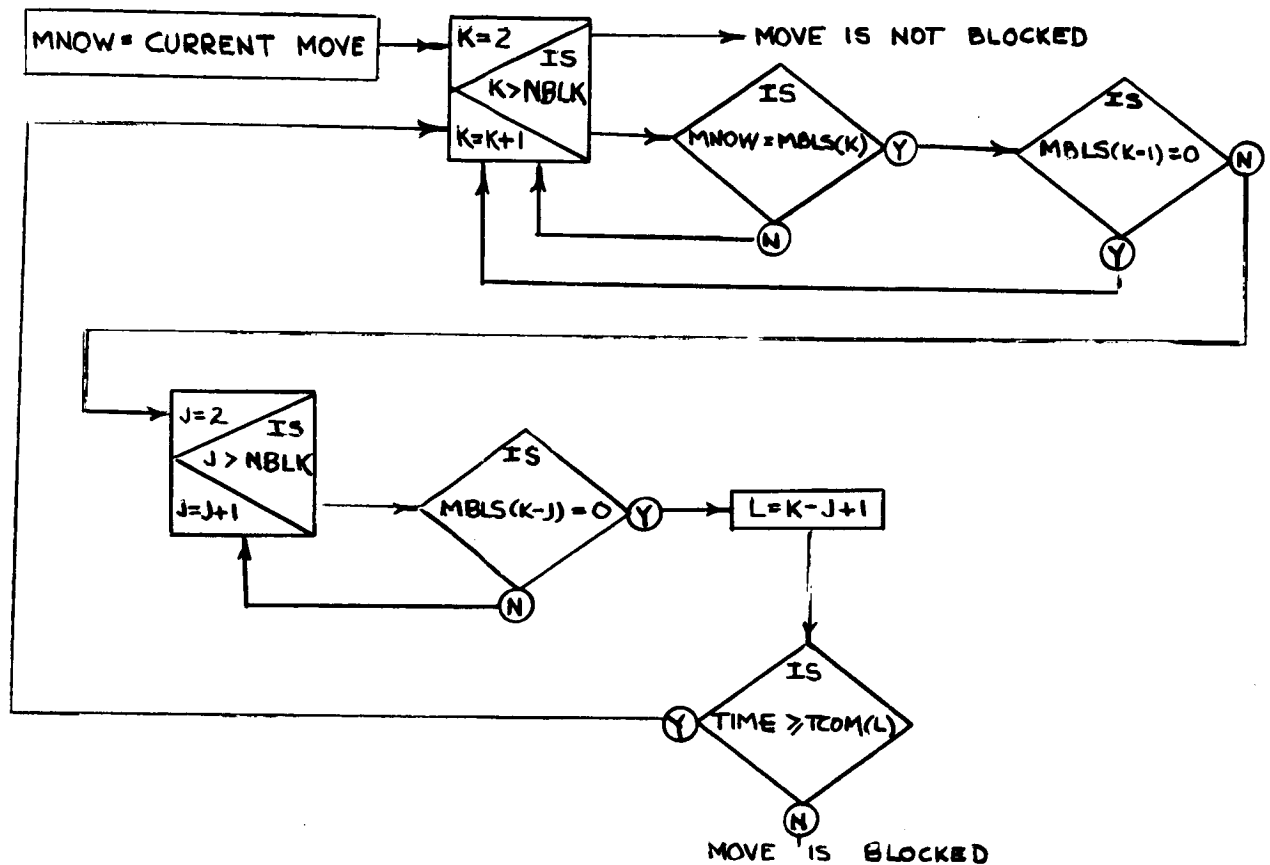 MNOW = CURRENT MOVE
K=2
IS
K>NBLK
K=K+1
MOVE IS NOT BLOCKED
IS
MNOW=MBLS(K)
Y
N
IS
MBLS(K-1)=0
N
Y
J=2
IS
J > NBLK
J=J+1
IS
MBLS(K-J)=0
Y
N
L=K-J+1
IS
TIME ⩾ TCOM(L)
Y
N
MOVE IS BLOCKED